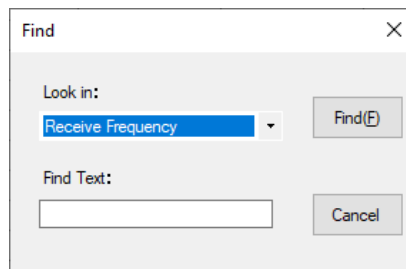 Find
Look in:
Receive Frequency
Find(F)
Find Text:
Cancel